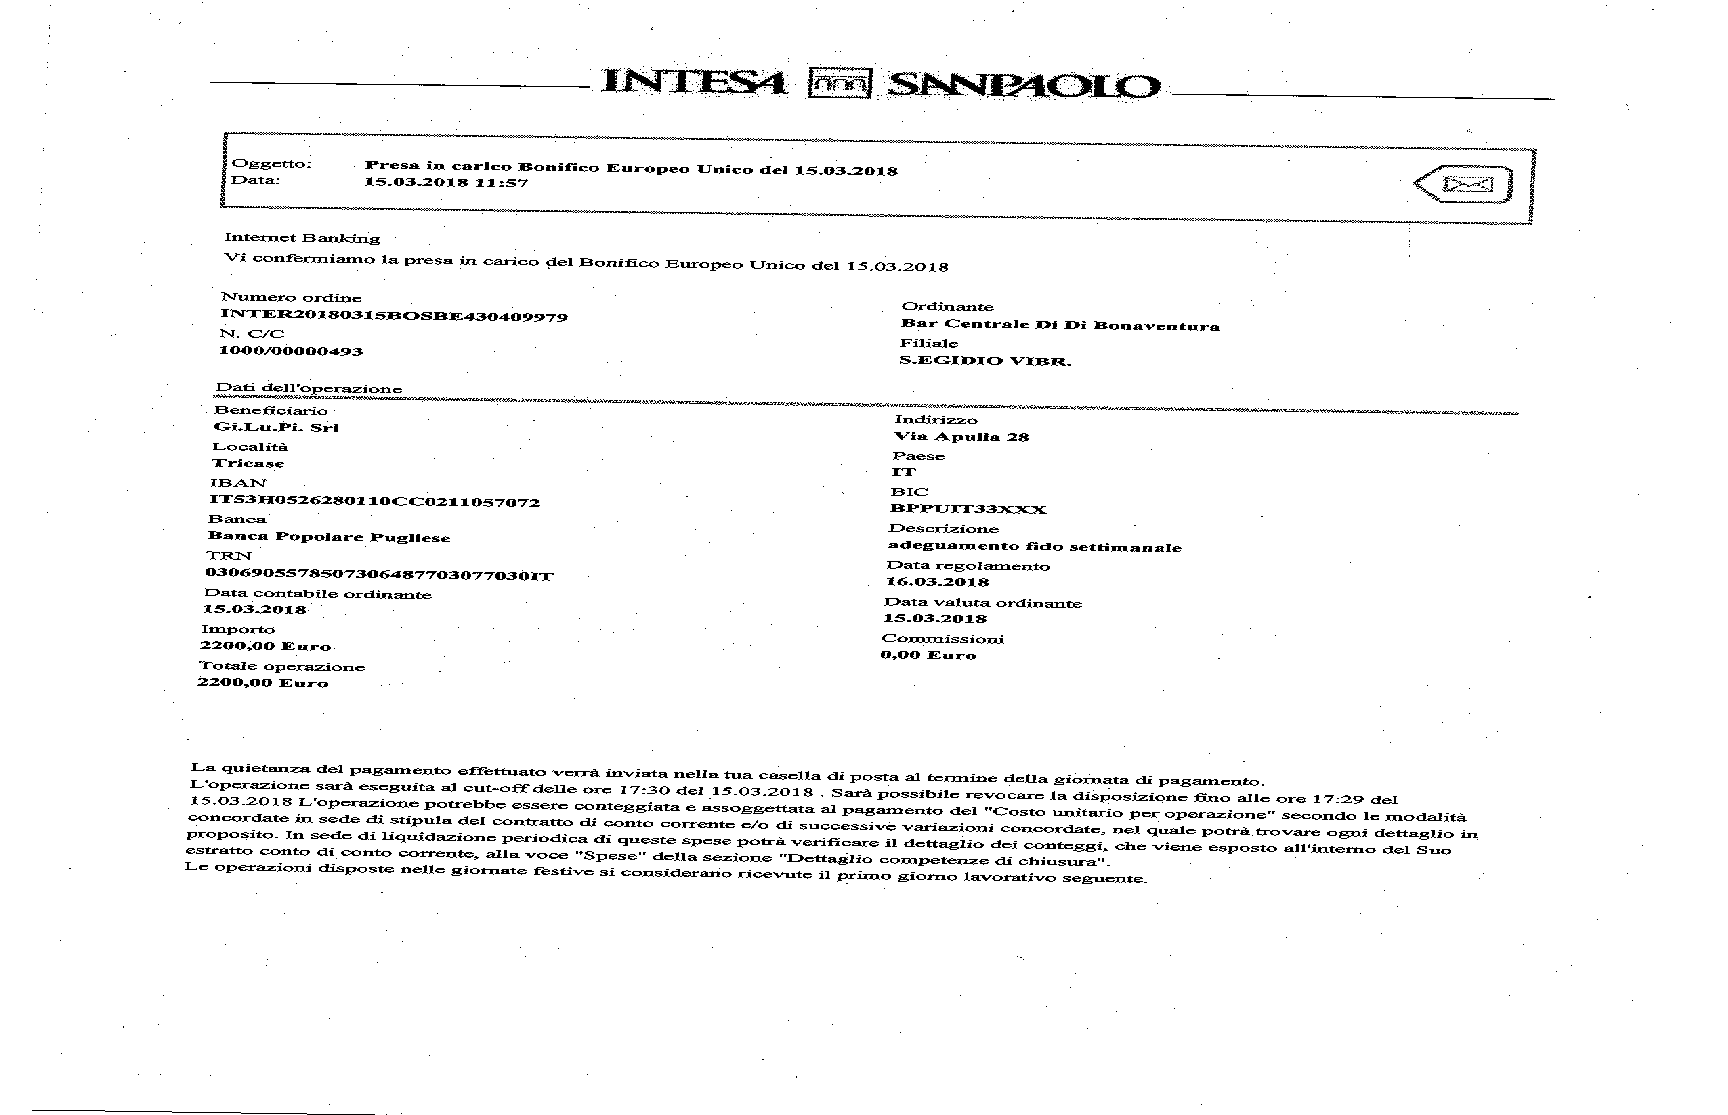 INTESA SANPAOLO
Oggetto: Presa in carico Bonifico Europeo Unico del 15.03.2018
Data: 15.03.2018 11:57
Internet Banking
Vi confermiamo la presa in carico del Bonifico Europeo Unico del 15.03.2018
Numero ordine
INTER20180315BOSBE430409979
N. C/C
1000/00000493
Ordinante
Bar Centrale Di Di Bonaventura
Filiale
S.EGIDIO VIBR.
Dati dell'operazione
Beneficiario
Gi.Lu.Pi. Srl
Località
Tricase
IBAN
IT53H0526280110CC0211057072
Banca
Banca Popolare Pugliese
TRN
0306905578507306487703077030IT
Data contabile ordinante
15.03.2018
Importo
2200,00 Euro
Totale operazione
2200,00 Euro
Indirizzo
Via Apulia 28
Paese
IT
BIC
BPPUIT33XXX
Descrizione
adeguamento fido settimanale
Data regolamento
16.03.2018
Data valuta ordinante
15.03.2018
Commissioni
0,00 Euro
La quietanza del pagamento effettuato verrà inviata nella tua casella di posta al termine della giornata di pagamento.
L'operazione sarà eseguita al cut-off delle ore 17:30 del 15.03.2018 . Sarà possibile revocare la disposizione fino alle ore 17:29 del
15.03.2018 L'operazione potrebbe essere conteggiata e assoggettata al pagamento del "Costo unitario per operazione" secondo le modalità
concordate in sede di stipula del contratto di conto corrente e/o di successive variazioni concordate, nel quale potrà trovare ogni dettaglio in
proposito. In sede di liquidazione periodica di queste spese potrà verificare il dettaglio dei conteggi, che viene esposto all'interno del Suo
estratto conto di conto corrente, alla voce "Spese" della sezione "Dettaglio competenze di chiusura".
Le operazioni disposte nelle giornate festive si considerano ricevute il primo giorno lavorativo seguente.